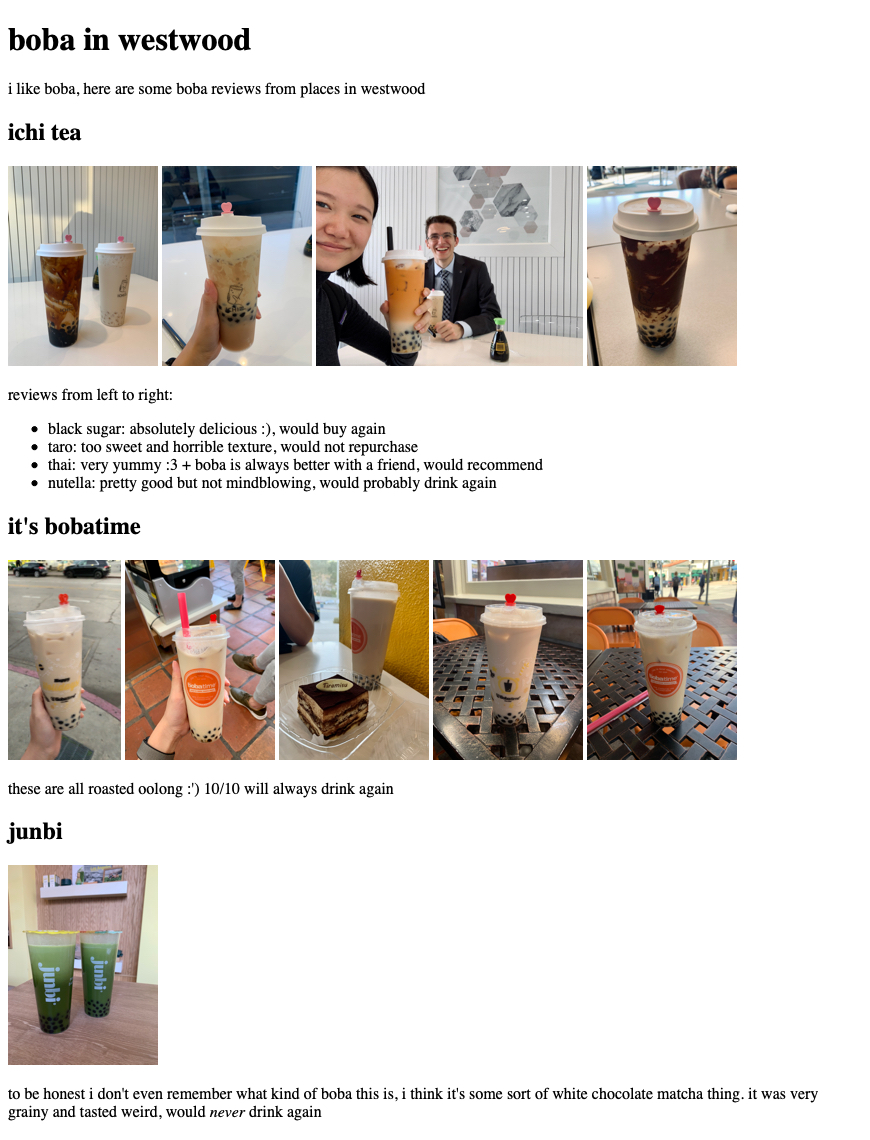 boba in westwood
i like boba, here are some boba reviews from places in westwood
ichi tea
reviews from left to right:
black sugar: absolutely delicious :), would buy again
taro: too sweet and horrible texture, would not repurchase
thai: very yummy :3 + boba is always better with a friend, would recommend
nutella: pretty good but not mindblowing, would probably drink again
it's bobatime
Tiramisu
bobatime
these are all roasted oolong :') 10/10 will always drink again
junbi
junbi
junbi
to be honest i don't even remember what kind of boba this is, i think it's some sort of white chocolate matcha thing. it was very
grainy and tasted weird, would never drink again